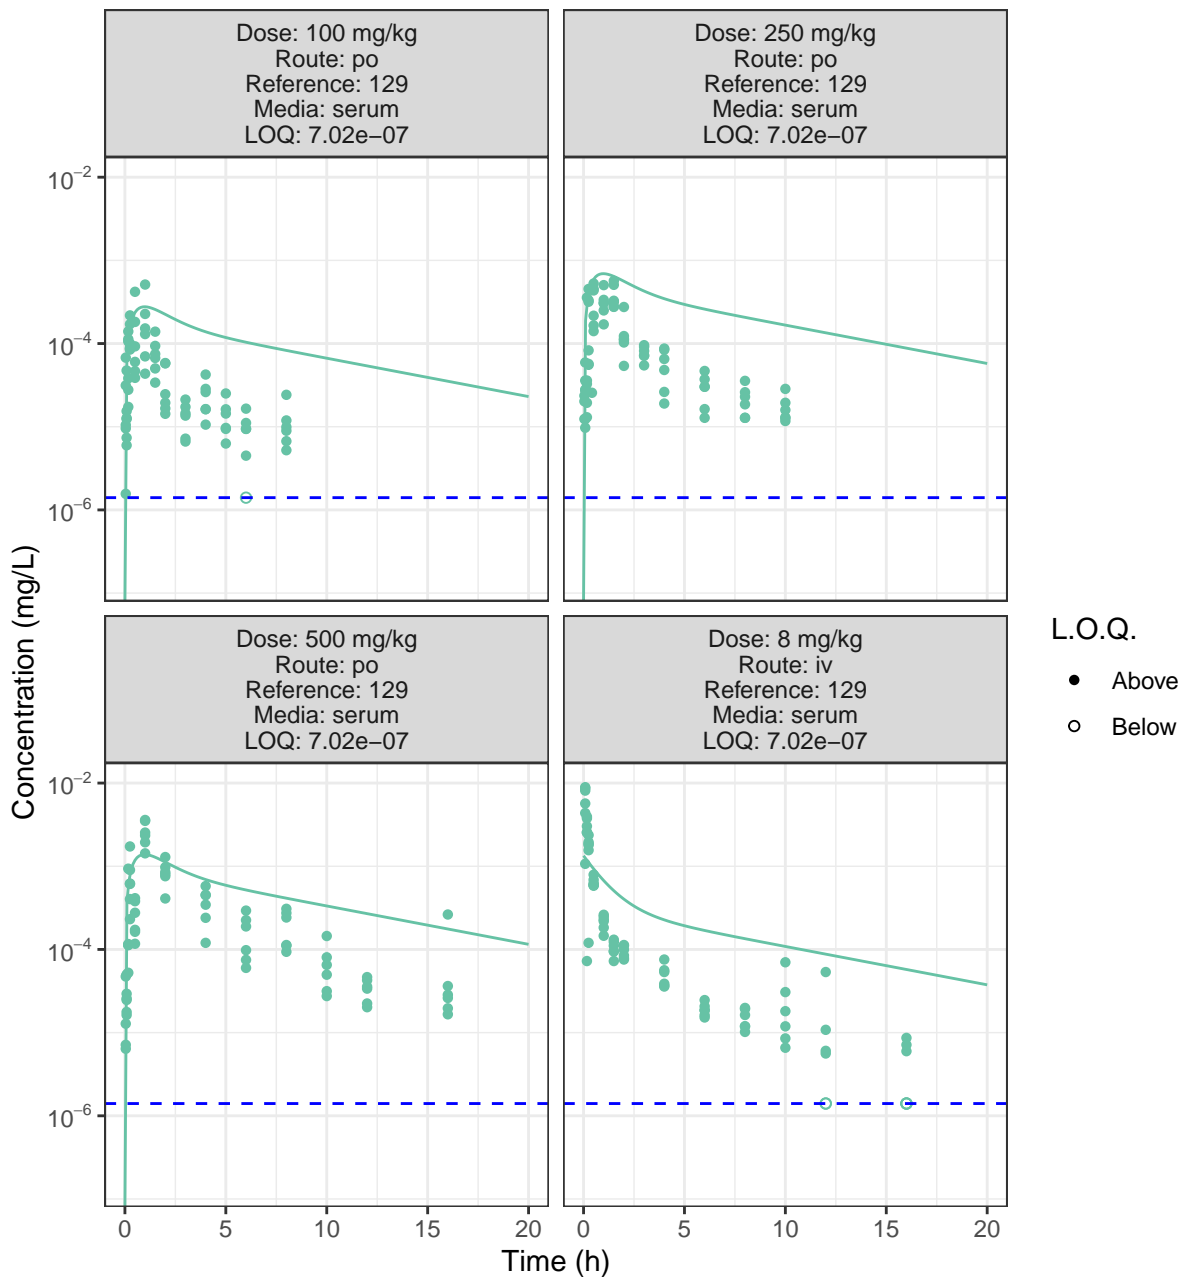 Dose: 100 mg/kg
Route: po
Reference: 129
Media: serum
LOQ: 7.02e−07
Dose: 250 mg/kg
Route: po
Reference: 129
Media: serum
LOQ: 7.02e−07
10⁻²
10⁻⁴
10⁻⁶
Concentration (mg/L)
Dose: 500 mg/kg
Route: po
Reference: 129
Media: serum
LOQ: 7.02e−07
Dose: 8 mg/kg
Route: iv
Reference: 129
Media: serum
LOQ: 7.02e−07
10⁻²
10⁻⁴
10⁻⁶
0 5 10 15 20
0 5 10 15 20
Time (h)
L.O.Q.
Above
Below